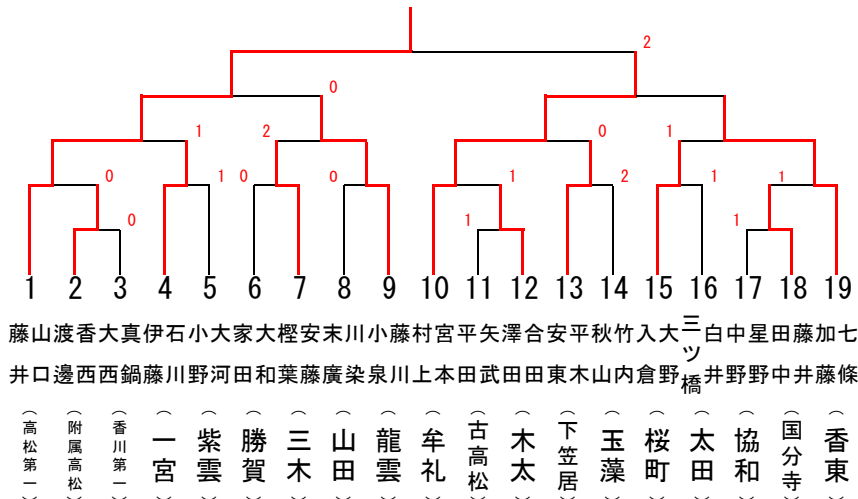 2
0
1
2
0
1
0
1
0
0
1
2
1
1
0
1
1
1
2
3
4
5
6
7
8
9
10
11
12
13
14
15
16
17
18
19
藤井
山口
（高松第一）
渡邊
香西
（附属高松）
大西
真鍋
（香川第一）
伊藤
石川
（一宮）
小野
大河
（紫雲）
家田
大和
（勝賀）
樫葉
安藤
（三木）
末廣
川染
（山田）
小泉
藤川
（龍雲）
村上
宮本
（牟礼）
平田
矢武
（古高松）
澤田
合田
（木太）
安東
平木
（下笠居）
秋山
竹内
（玉藻）
入倉
大野
（桜町）
三ツ橋
白井
（太田）
中野
星野
（協和）
田中
藤井
（国分寺）
加藤
七條
（香東）